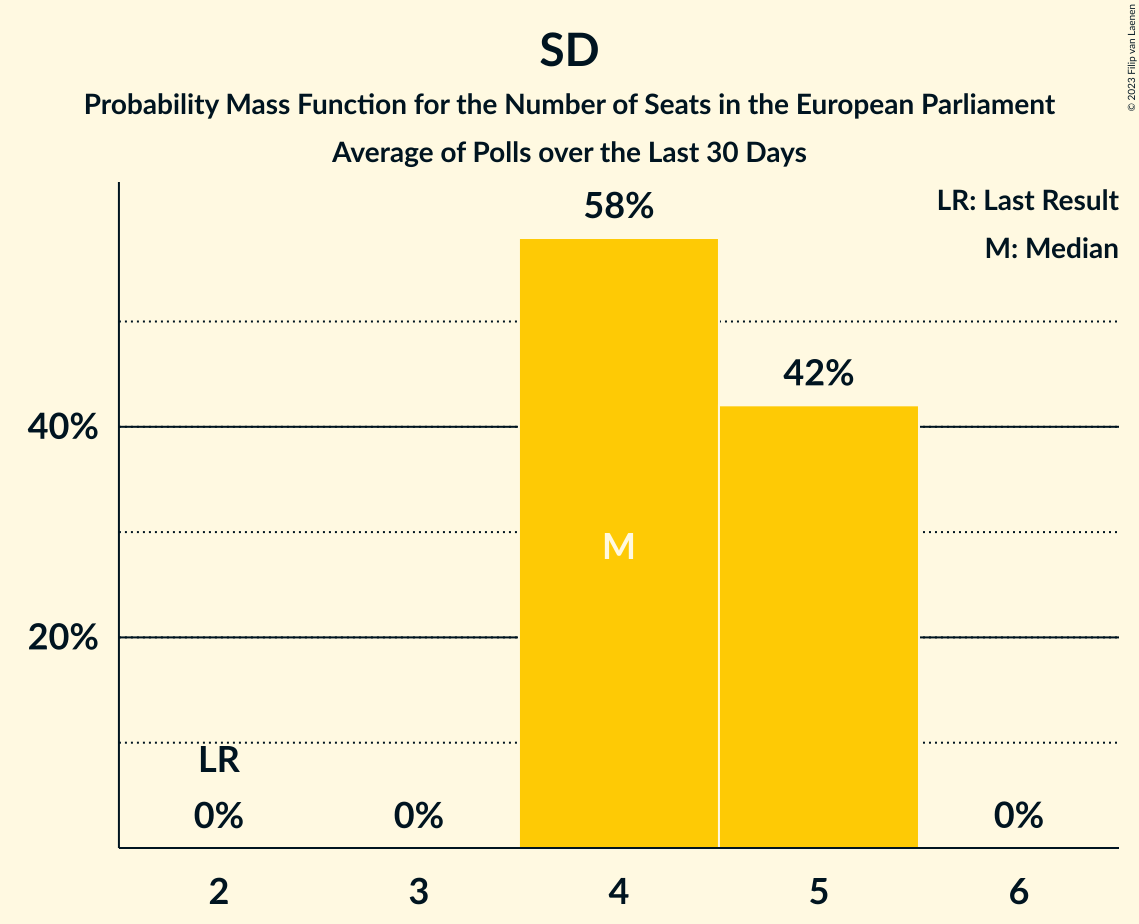 SD
Probability Mass Function for the Number of Seats in the European Parliament
Average of Polls over the Last 30 Days
© 2023 Filip van Laenen
LR: Last Result
M: Median
58%
42%
40%
M
20%
LR
0%
0%
0%
2
3
4
5
6